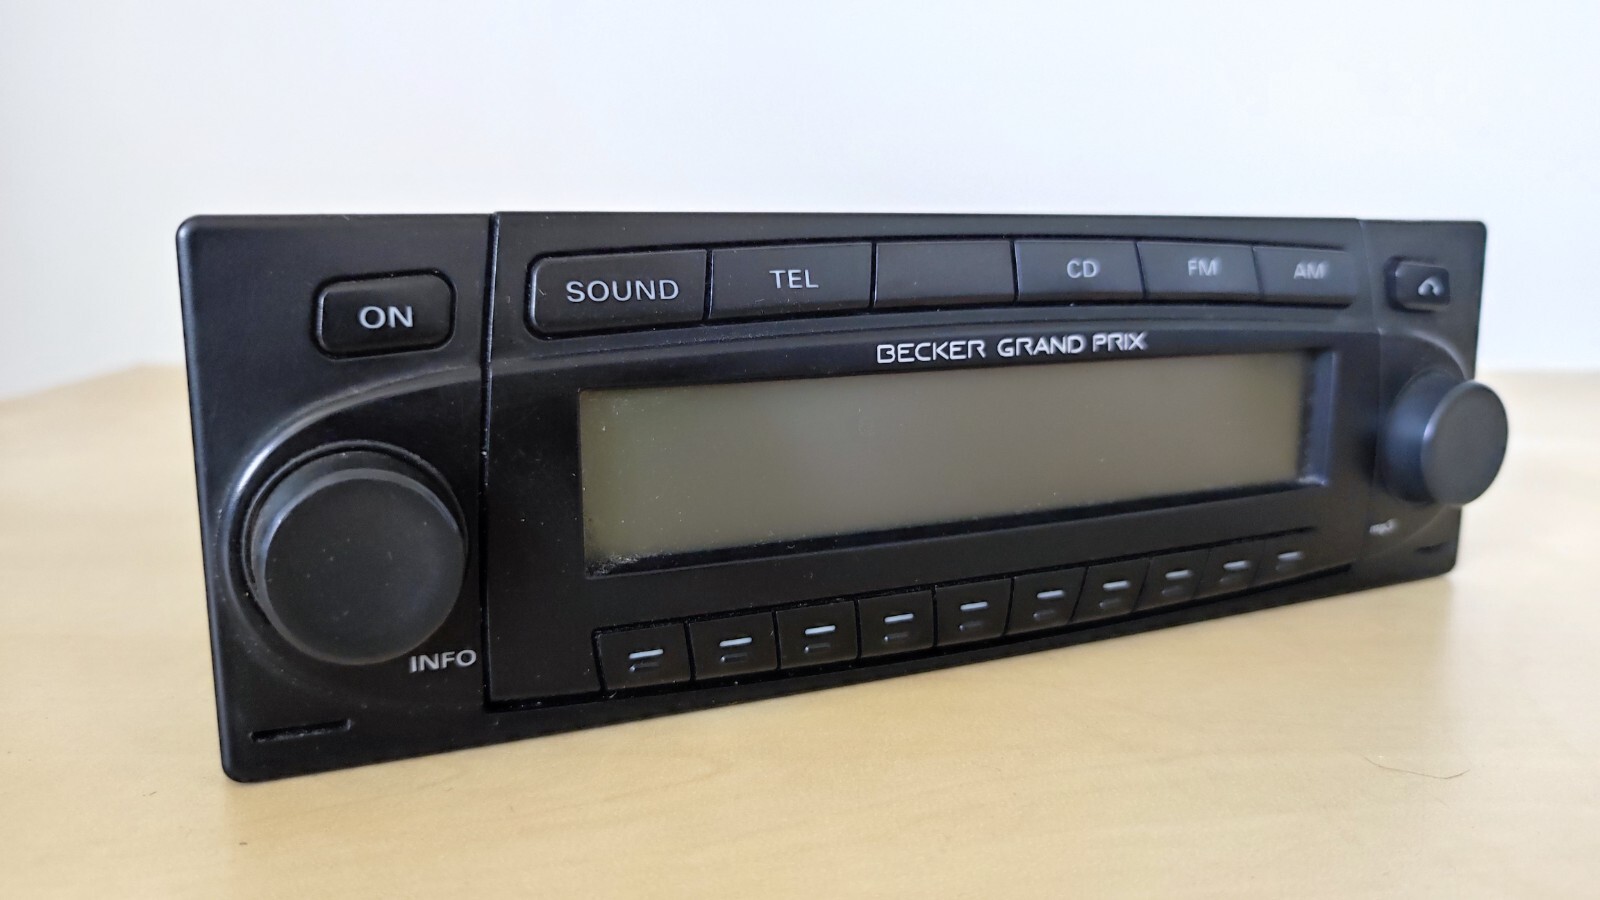 ON
SOUND
TEL
CD
FM
AM
BECKER GRAND PRIX
INFO